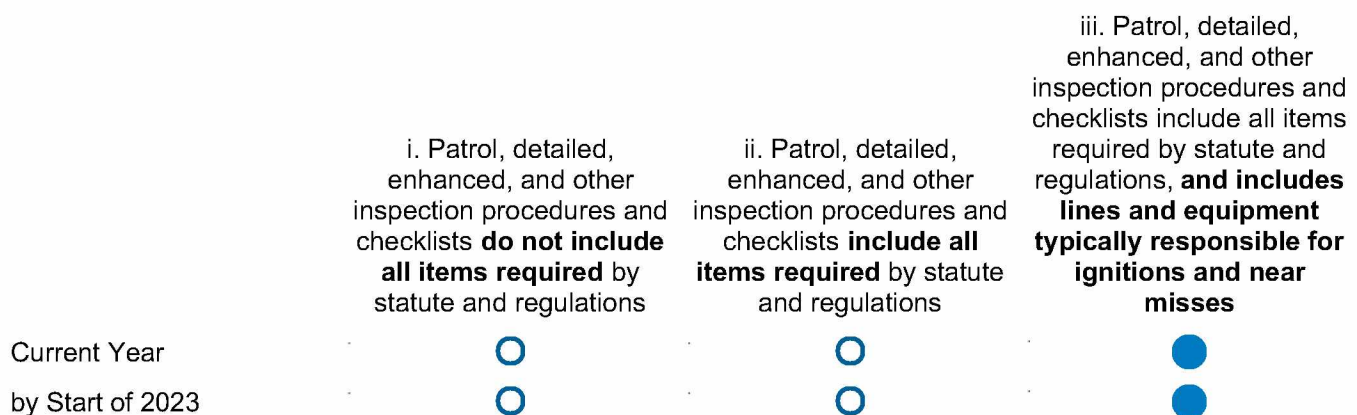 i. Patrol, detailed,
enhanced, and other
inspection procedures and
checklists do not include
all items required by
statute and regulations
ii. Patrol, detailed,
enhanced, and other
inspection procedures and
checklists include all
items required by statute
and regulations
iii. Patrol, detailed,
enhanced, and other
inspection procedures and
checklists include all items
required by statute and
regulations, and includes
lines and equipment
typically responsible for
ignitions and near
misses
Current Year
by Start of 2023